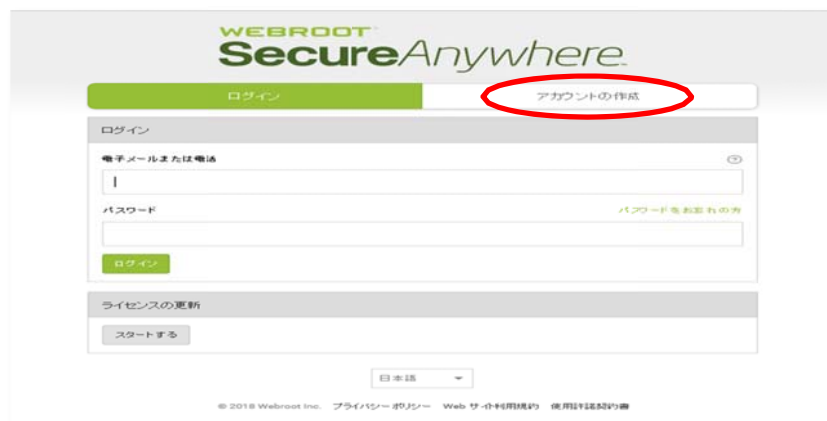 WEBROOT
SecureAnywhere.
ログイン アカウントの作成
ログイン
電子メールまたは電話
パスワード パスワードをお忘れの方
ログイン
ライセンスの更新
スタートする
日本語
© 2018 Webroot Inc. プライバシー ポリシー Web サイト利用規約 使用許諾契約書